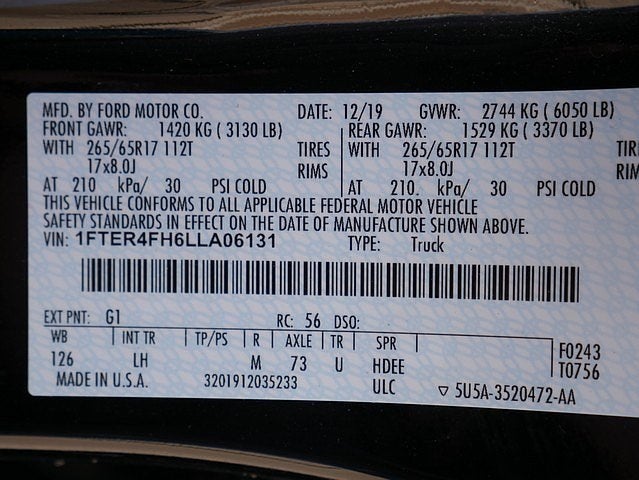 MFD. BY FORD MOTOR CO. DATE: 12/19 GVWR: 2744 KG ( 6050 LB)
FRONT GAWR: 1420 KG ( 3130 LB) REAR GAWR: 1529 KG ( 3370 LB)
WITH 265/65R17 112T TIRES WITH 265/65R17 112T TIRE
17x8.0J RIMS 17x8.0J RIM
AT 210 kPa/ 30 PSI COLD AT 210. kPa/ 30 PSI COLD
THIS VEHICLE CONFORMS TO ALL APPLICABLE FEDERAL MOTOR VEHICLE
SAFETY STANDARDS IN EFFECT ON THE DATE OF MANUFACTURE SHOWN ABOVE.
VIN: 1FTER4FH6LLA06131 TYPE: Truck
EXT PNT: G1 RC: 56 DSO:
WB INT TR TP/PS R AXLE TR SPR F0243
126 LH M 73 U HDEE T0756
MADE IN U.S.A. 3201912035233 ULC 5U5A-3520472-AA